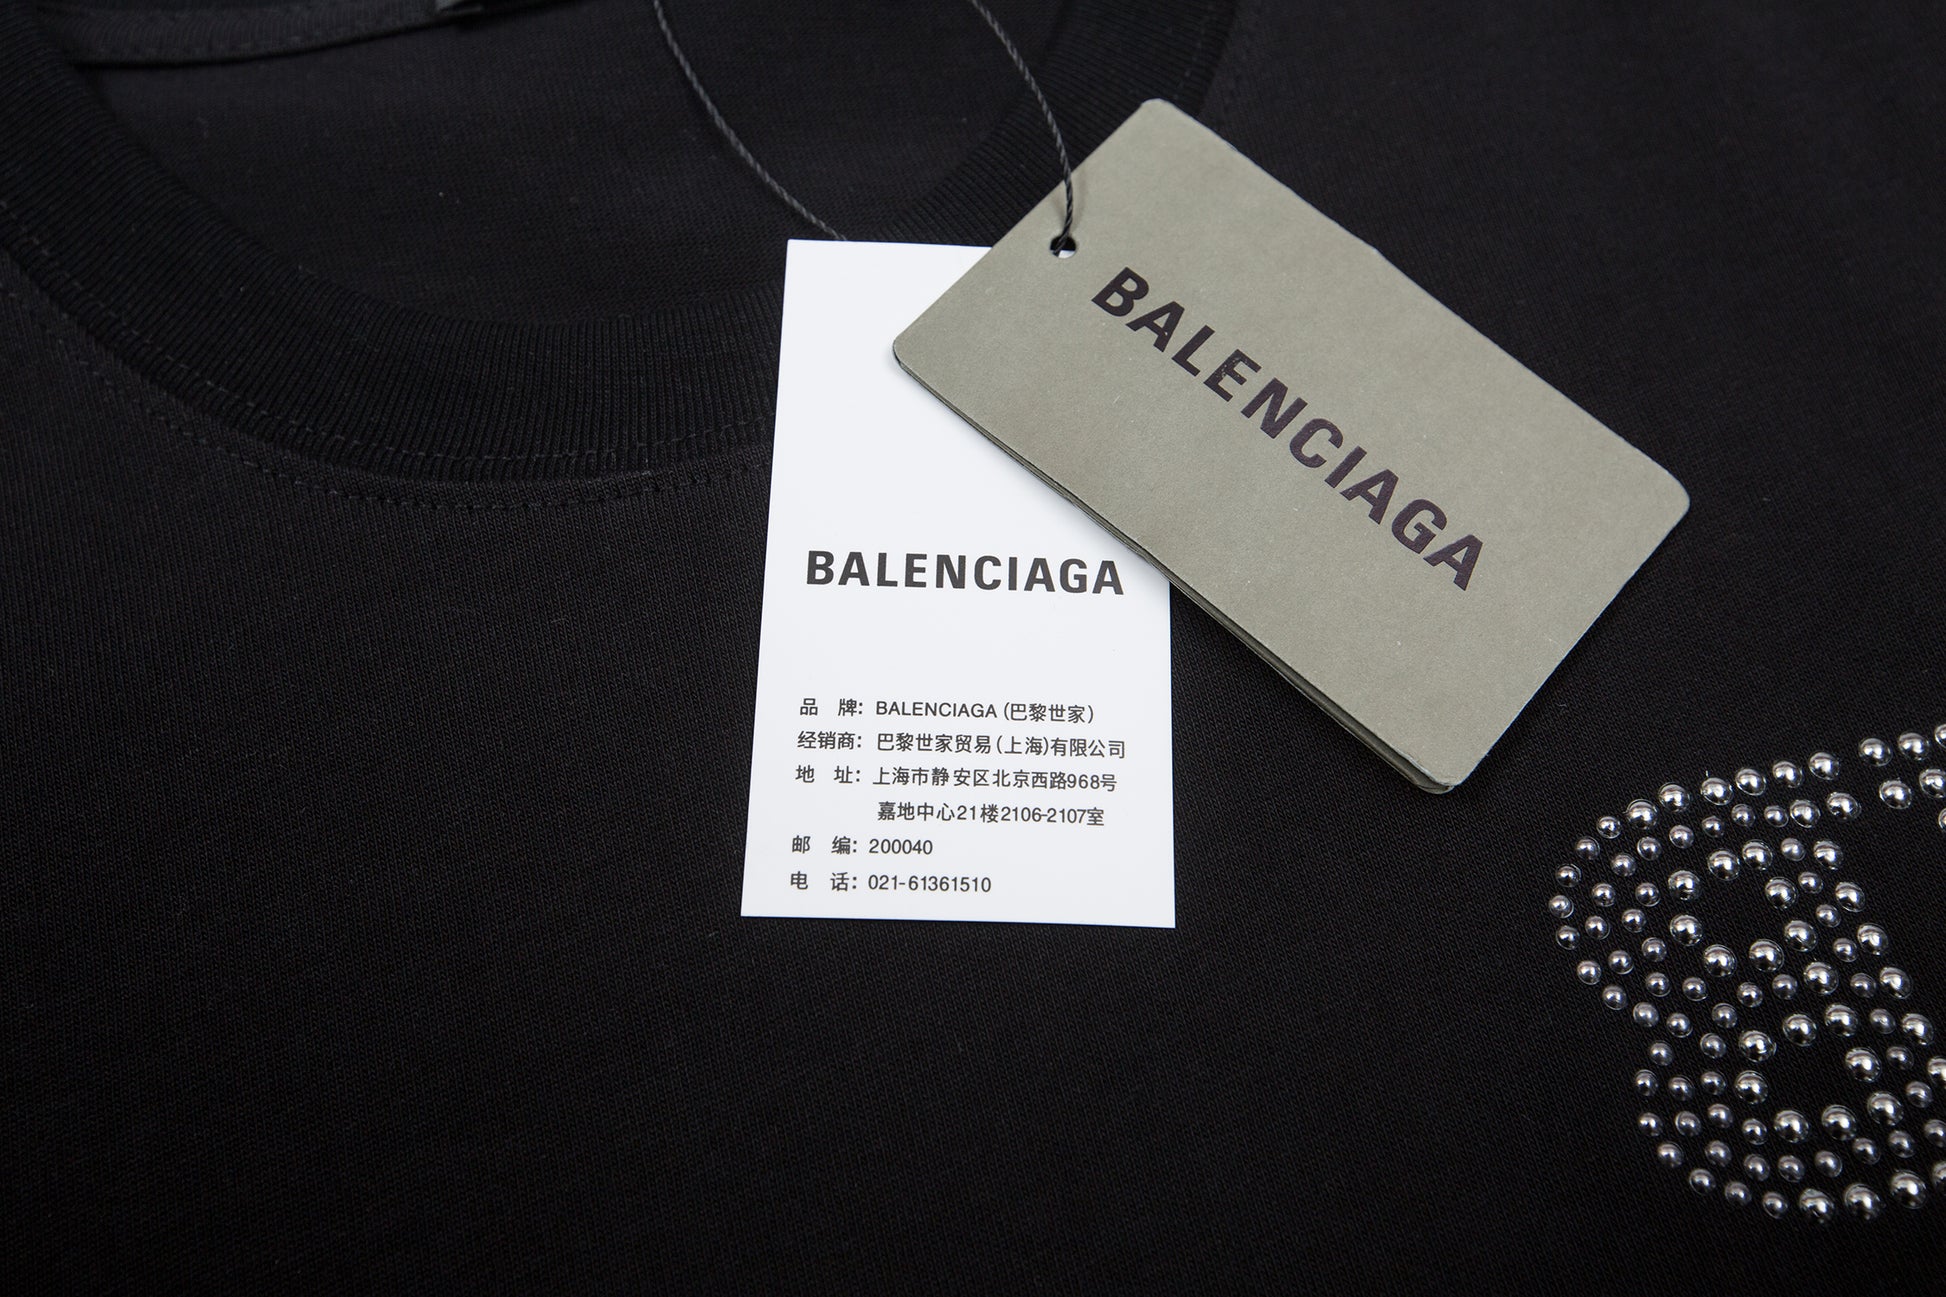 BALENCIAGA
BALENCIAGA
品 牌: BALENCIAGA (巴黎世家)
经销商: 巴黎世家贸易(上海)有限公司
地 址: 上海市静安区北京西路968号
嘉地中心21楼2106-2107室
邮 编: 200040
电 话: 021-61361510